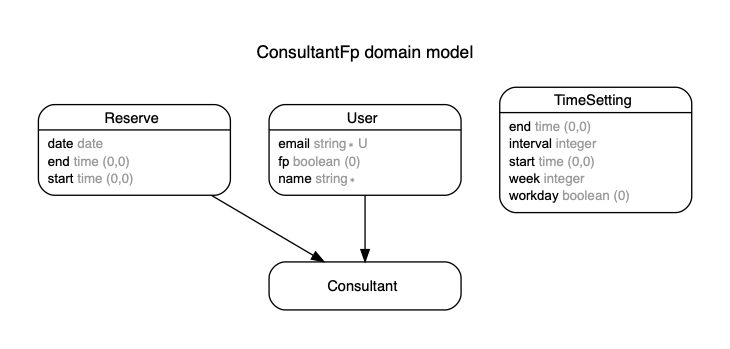 ConsultantFp domain model
Reserve
date date
end time (0,0)
start time (0,0)
User
email string∗ U
fp boolean (0)
name string∗
TimeSetting
end time (0,0)
interval integer
start time (0,0)
week integer
workday boolean (0)
Consultant